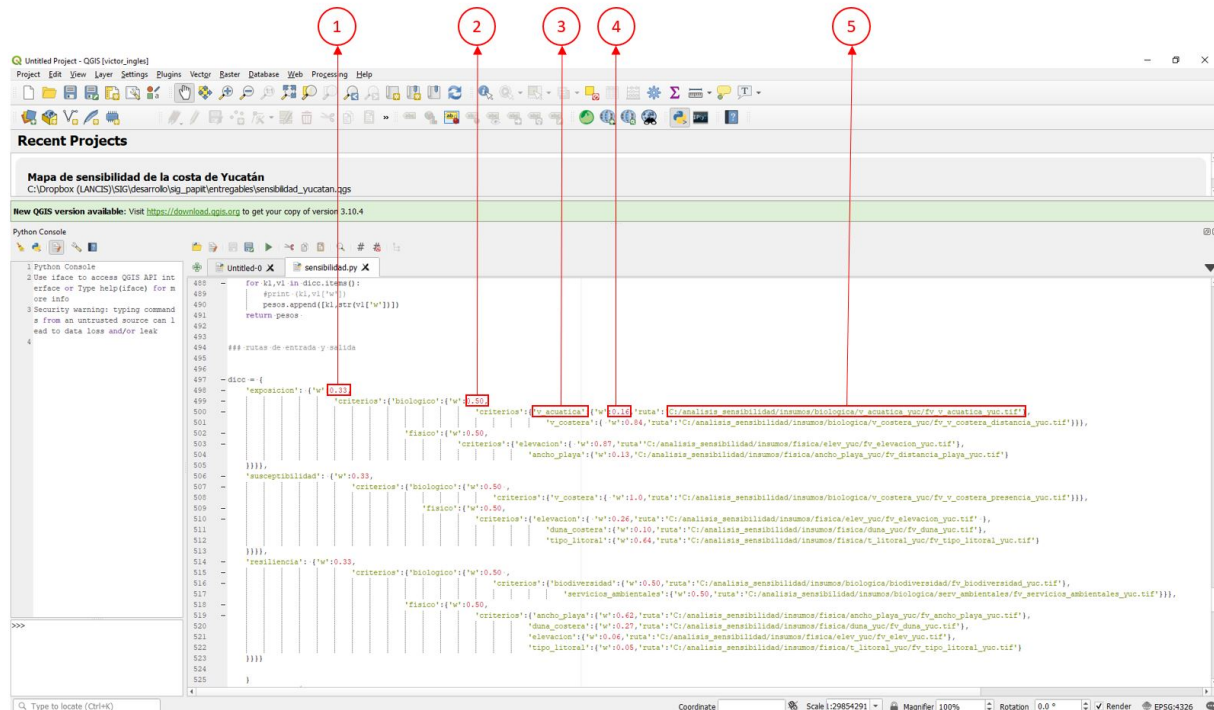 1 2 3 4 5
Untitled Project - QGIS [victor_ingles]
Project Edit View Layer Settings Plugins Vector Raster Database Web Processing Help
Recent Projects
Mapa de sensibilidad de la costa de Yucatán
C:\Dropbox (LANCIS)\SIG\desarrollo\sig_papiit\entregables\sensibilidad_yucatan.qgs
New QGIS version available: Visit https://download.qgis.org to get your copy of version 3.10.4
Python Console
1 Python Console
2 Use iface to access QGIS API int
erface or Type help(iface) for m
ore info
3 Security warning: typing command
s from an untrusted source can l
ead to data loss and/or leak
4
>>>
Untitled-0 X sensibilidad.py X
488 for k1,v1 in dicc.items():
489 #print (k1,v1['w'])
490 pesos.append([k1,str(v1['w'])])
491 return pesos
492
493
494 ### rutas de entrada y salida
495
496
497 dicc = {
498 'exposicion': {'w':0.33,
499 'criterios':{'biologico':{'w':0.50,
500 'criterios':{'v_acuatica':{'w':0.16,'ruta':'C:/analisis_sensibilidad/insumos/biologica/v_acuatica_yuc/fv_v_acuatica_yuc.tif'},
501 'v_costera':{ 'w':0.84,'ruta':'C:/analisis_sensibilidad/insumos/biologica/v_costera_yuc/fv_v_costera_distancia_yuc.tif'}}},
502 'fisico':{'w':0.50,
503 'criterios':{'elevacion':{ 'w':0.87,'ruta''C:/analisis_sensibilidad/insumos/fisica/elev_yuc/fv_elevacion_yuc.tif'},
504 'ancho_playa':{'w':0.13,'C:/analisis_sensibilidad/insumos/fisica/ancho_playa_yuc/fv_distancia_playa_yuc.tif'}
505 }}}},
506 'susceptibilidad': {'w':0.33,
507 'criterios':{'biologico':{'w':0.50 ,
508 'criterios':{'v_costera':{ 'w':1.0,'ruta':'C:/analisis_sensibilidad/insumos/biologica/v_costera_yuc/fv_v_costera_presencia_yuc.tif'}}},
509 'fisico':{'w':0.50,
510 'criterios':{'elevacion':{ 'w':0.26,'ruta':'C:/analisis_sensibilidad/insumos/fisica/elev_yuc/fv_elevacion_yuc.tif' },
511 'duna_costera':{'w':0.10,'ruta':'C:/analisis_sensibilidad/insumos/fisica/duna_yuc/fv_duna_yuc.tif'},
512 'tipo_litoral':{'w':0.64,'ruta':'C:/analisis_sensibilidad/insumos/fisica/t_litoral_yuc/fv_tipo_litoral_yuc.tif'}
513 }}}},
514 'resiliencia': {'w':0.33,
515 'criterios':{'biologico':{'w':0.50 ,
516 'criterios':{'biodiversidad':{'w':0.50,'ruta':'C:/analisis_sensibilidad/insumos/biologica/biodiversidad/fv_biodiversidad_yuc.tif'},
517 'servicios_ambientales':{'w':0.50,'ruta':'C:/analisis_sensibilidad/insumos/biologica/serv_ambientales/fv_servicios_ambientales_yuc.tif'}}},
518 'fisico':{'w':0.50,
519 'criterios':{'ancho_playa':{'w':0.62,'ruta':'C:/analisis_sensibilidad/insumos/fisica/ancho_playa_yuc/fv_ancho_playa_yuc.tif'},
520 'duna_costera':{'w':0.27,'ruta':'C:/analisis_sensibilidad/insumos/fisica/duna_yuc/fv_duna_yuc.tif'},
521 'elevacion':{'w':0.06,'ruta':'C:/analisis_sensibilidad/insumos/fisica/elev_yuc/fv_elev_yuc.tif'},
522 'tipo_litoral':{'w':0.05,'ruta':'C:/analisis_sensibilidad/insumos/fisica/t_litoral_yuc/fv_tipo_litoral_yuc.tif'}
523 }}}}
524
525 }
Type to locate (Ctrl+K) Coordinate Scale 1:29854291 Magnifier 100% Rotation 0.0 ° Render EPSG:4326